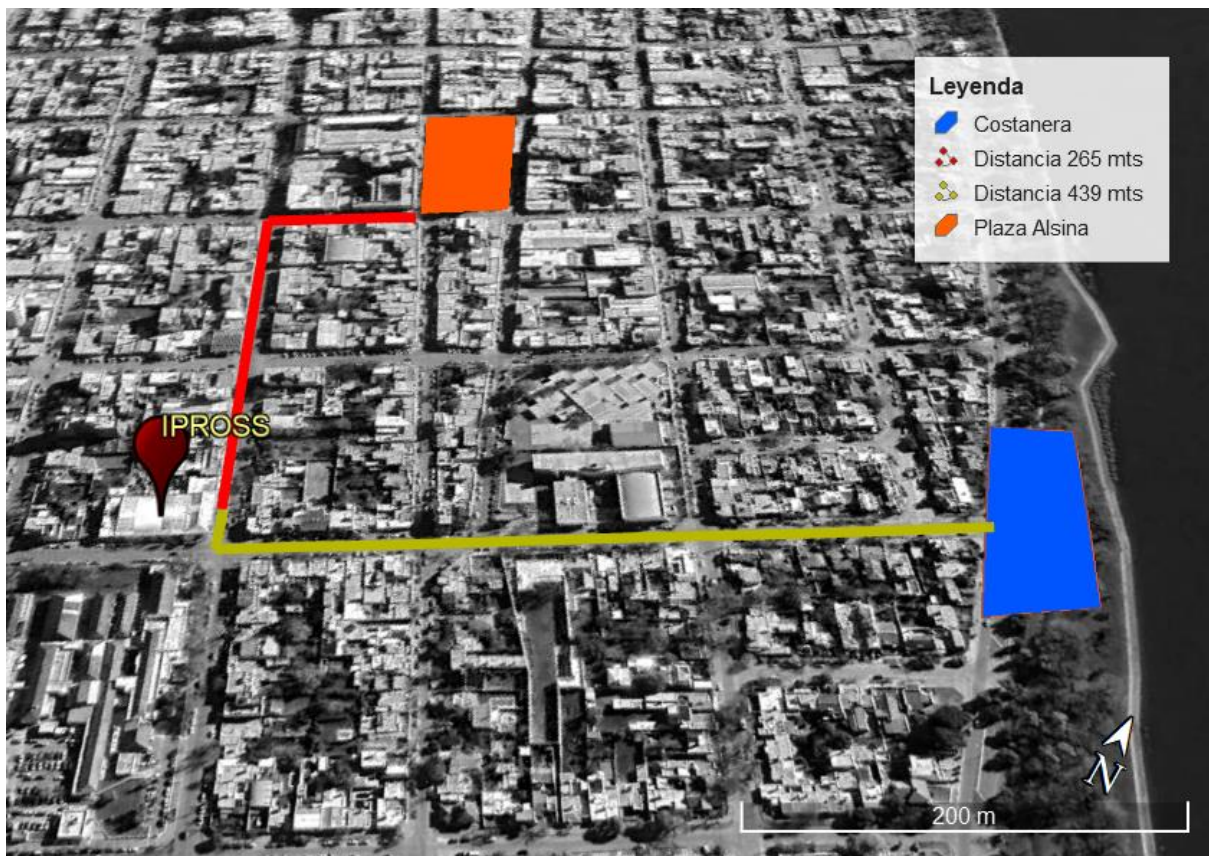 Leyenda
Costanera
Distancia 265 mts
Distancia 439 mts
Plaza Alsina
IPROSS
N
200 m